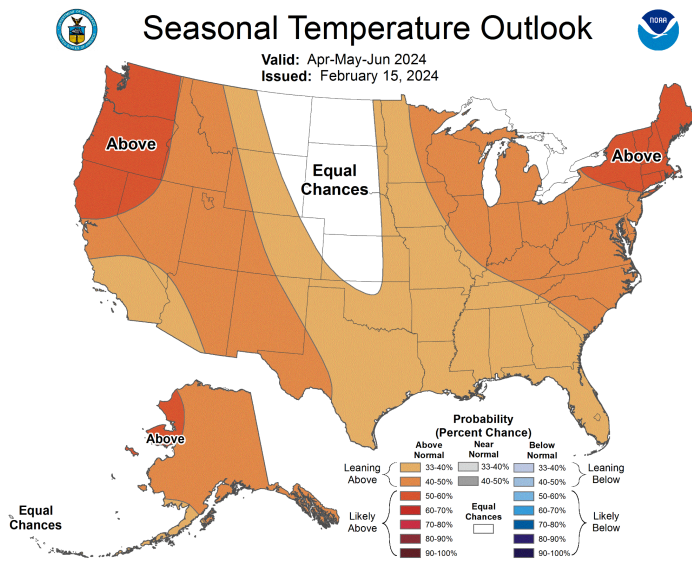 Seasonal Temperature Outlook
NOAA
Valid: Apr-May-Jun 2024
Issued: February 15, 2024
Above
Equal
Chances
Above
Above
Equal
Chances
Probability
(Percent Chance)
Above
Normal
Near
Normal
Below
Normal
Leaning
Above
33-40%
40-50%
33-40%
40-50%
33-40%
40-50%
Leaning
Below
Likely
Above
50-60%
60-70%
70-80%
80-90%
90-100%
Equal
Chances
50-60%
60-70%
70-80%
80-90%
90-100%
Likely
Below